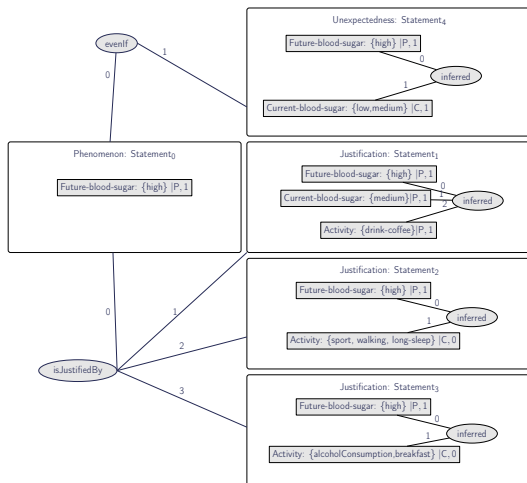 Unexpectedness: Statement4
evenIf
1
Future-blood-sugar: {high} |P, 1
0
inferred
0
1
Current-blood-sugar: {low,medium} |C, 1
Phenomenon: Statement0
Future-blood-sugar: {high} |P, 1
Justification: Statement1
Future-blood-sugar: {high} |P, 1
0
Current-blood-sugar: {medium}|P, 1
1
inferred
2
Activity: {drink-coffee}|P, 1
Justification: Statement2
Future-blood-sugar: {high} |P, 1
0
0
1
inferred
1
2
Activity: {sport, walking, long-sleep} |C, 0
isJustifiedBy
3
Justification: Statement3
Future-blood-sugar: {high} |P, 1
0
inferred
1
Activity: {alcoholConsumption,breakfast} |C, 0